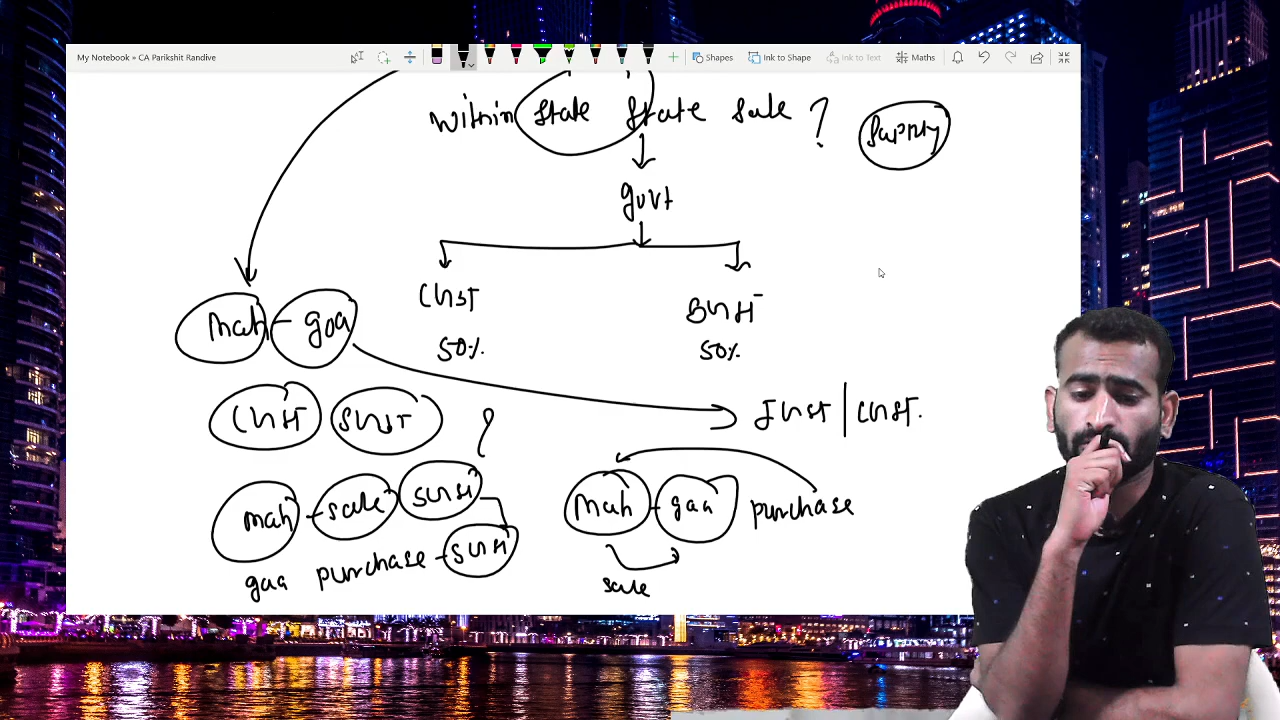 My Notebook » CA Parikshit Randive
Shapes Ink to Shape Ink to Text Maths
within State State sale ? Supply
govt
CGST SGST
50% 50%
Mah - goa
CGST SGST ? IGST | CGST.
Mah - sale SGST Mah - goa purchase
goa purchase - SGST
sale